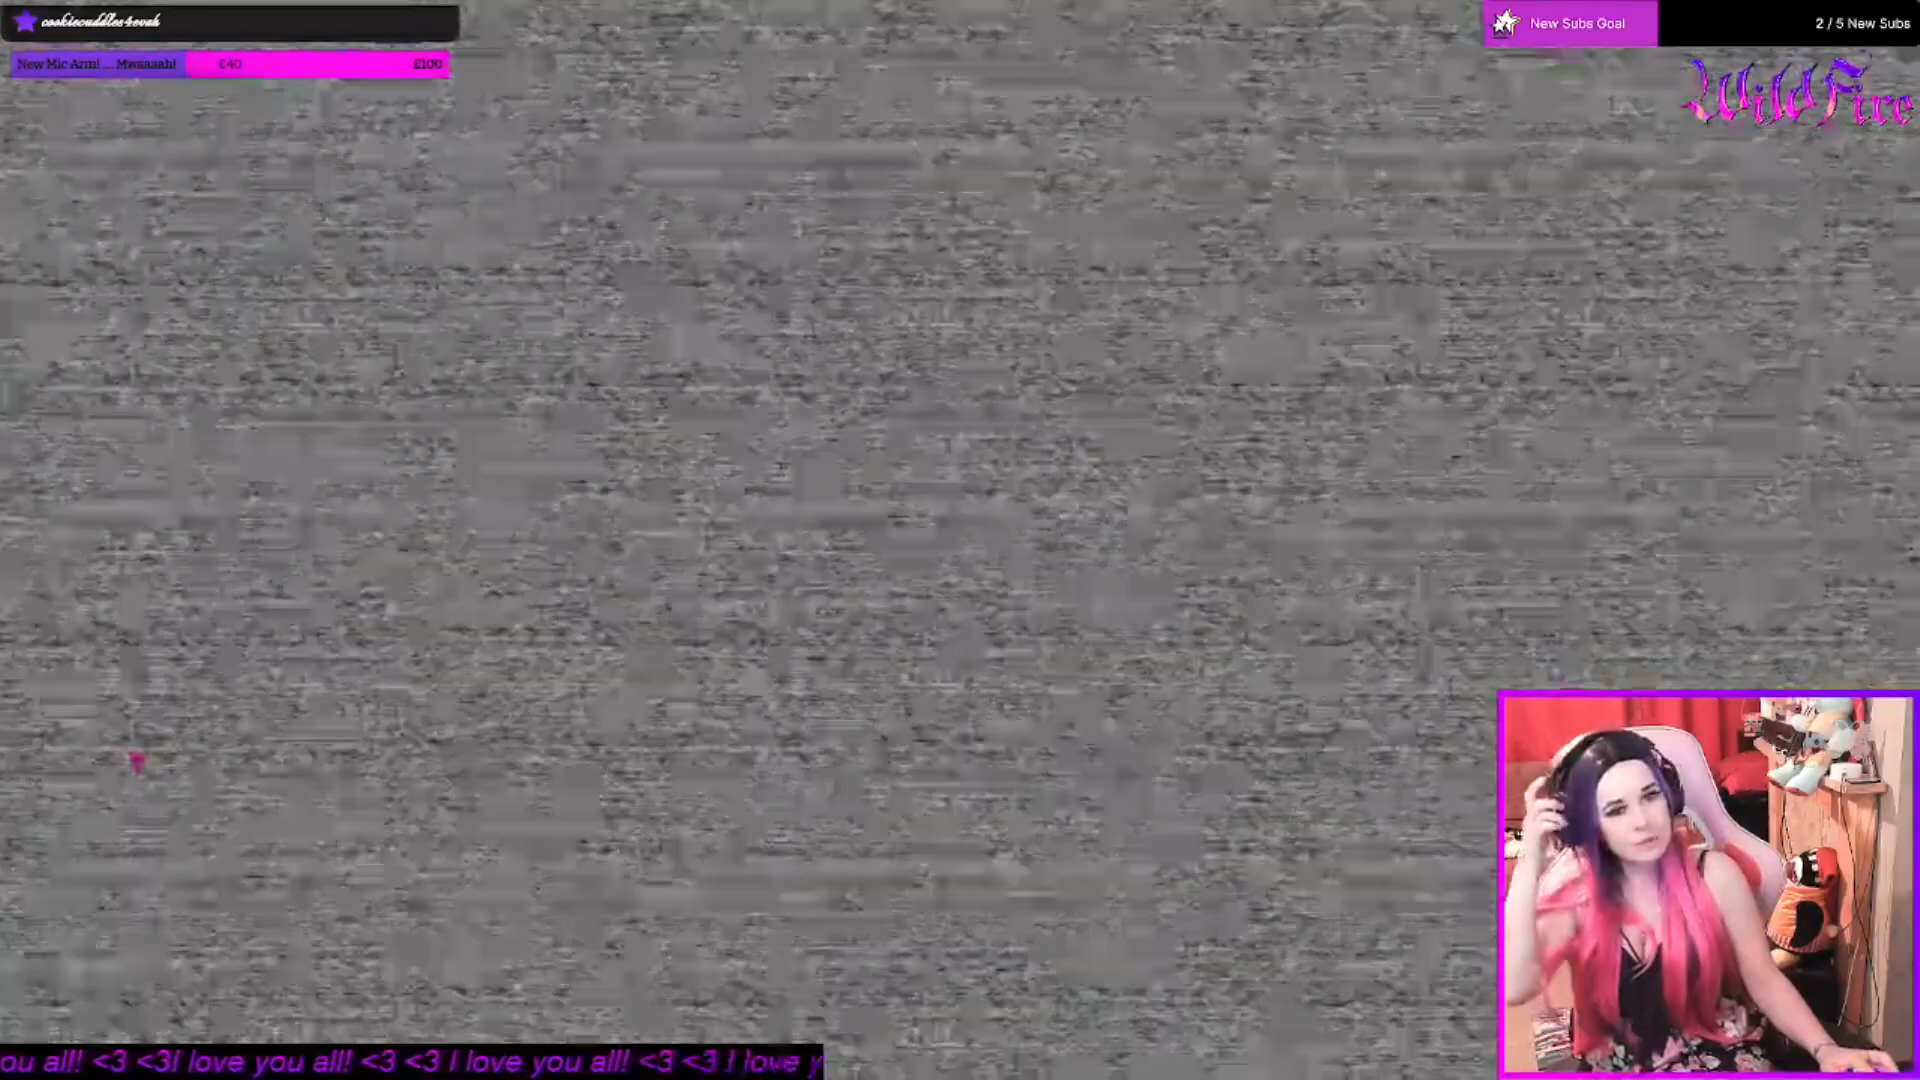 cookiecuddles4evah
New Mic Arm! ... Mwaaaah! £40 £100
New Subs Goal 2 / 5 New Subs
WildFire
ou all! <3 <3I love you all! <3 <3 I love you all! <3 <3 I love y